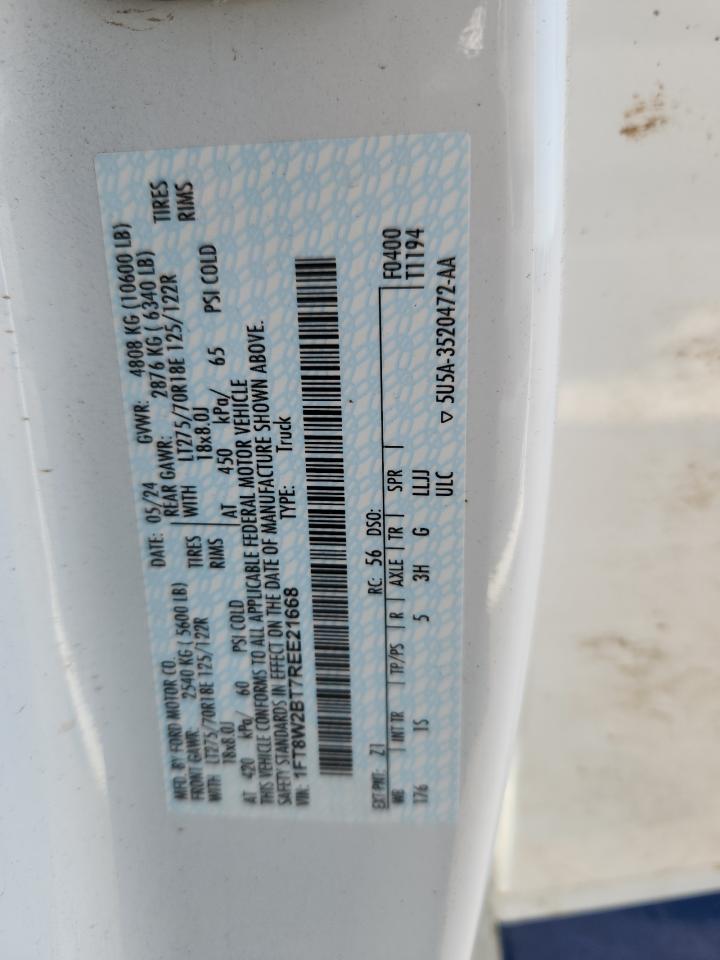 MFD. BY FORD MOTOR CO. DATE: 05/24 GVWR: 4808 KG (10600 LB)
FRONT GAWR: 2540 KG ( 5600 LB) REAR GAWR: 2876 KG ( 6340 LB)
WITH LT275/70R18E 125/122R TIRES WITH LT275/70R18E 125/122R TIRES
18x8.0J RIMS 18x8.0J RIMS
AT 420 kPa/ 60 PSI COLD AT 450 kPa/ 65 PSI COLD
THIS VEHICLE CONFORMS TO ALL APPLICABLE FEDERAL MOTOR VEHICLE
SAFETY STANDARDS IN EFFECT ON THE DATE OF MANUFACTURE SHOWN ABOVE.
VIN: 1FT8W2BT7REE21668 TYPE: Truck
EXT PNT: Z1 RC: 56 DSO: F0400
WB INT TR TP/PS R AXLE TR SPR T1194
176 IS 5 3H G LLJJ
ULC ▽ 5U5A-3520472-AA